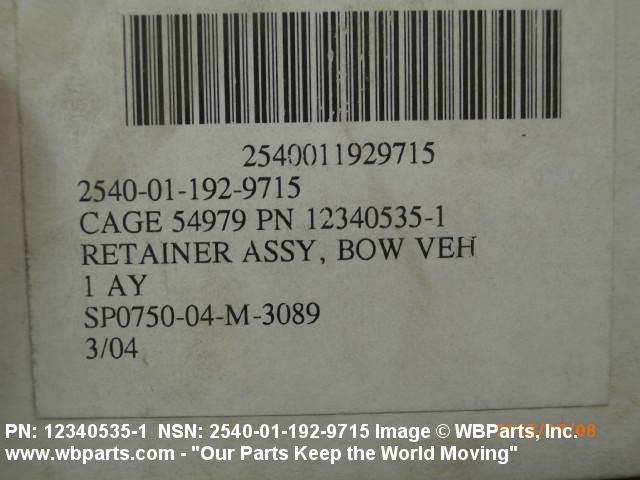 2540011929715
2540-01-192-9715
CAGE 54979 PN 12340535-1
RETAINER ASSY, BOW VEH
1 AY
SP0750-04-M-3089
3/04
PN: 12340535-1 NSN: 2540-01-192-9715 Image © WBParts, Inc.
www.wbparts.com - "Our Parts Keep the World Moving"